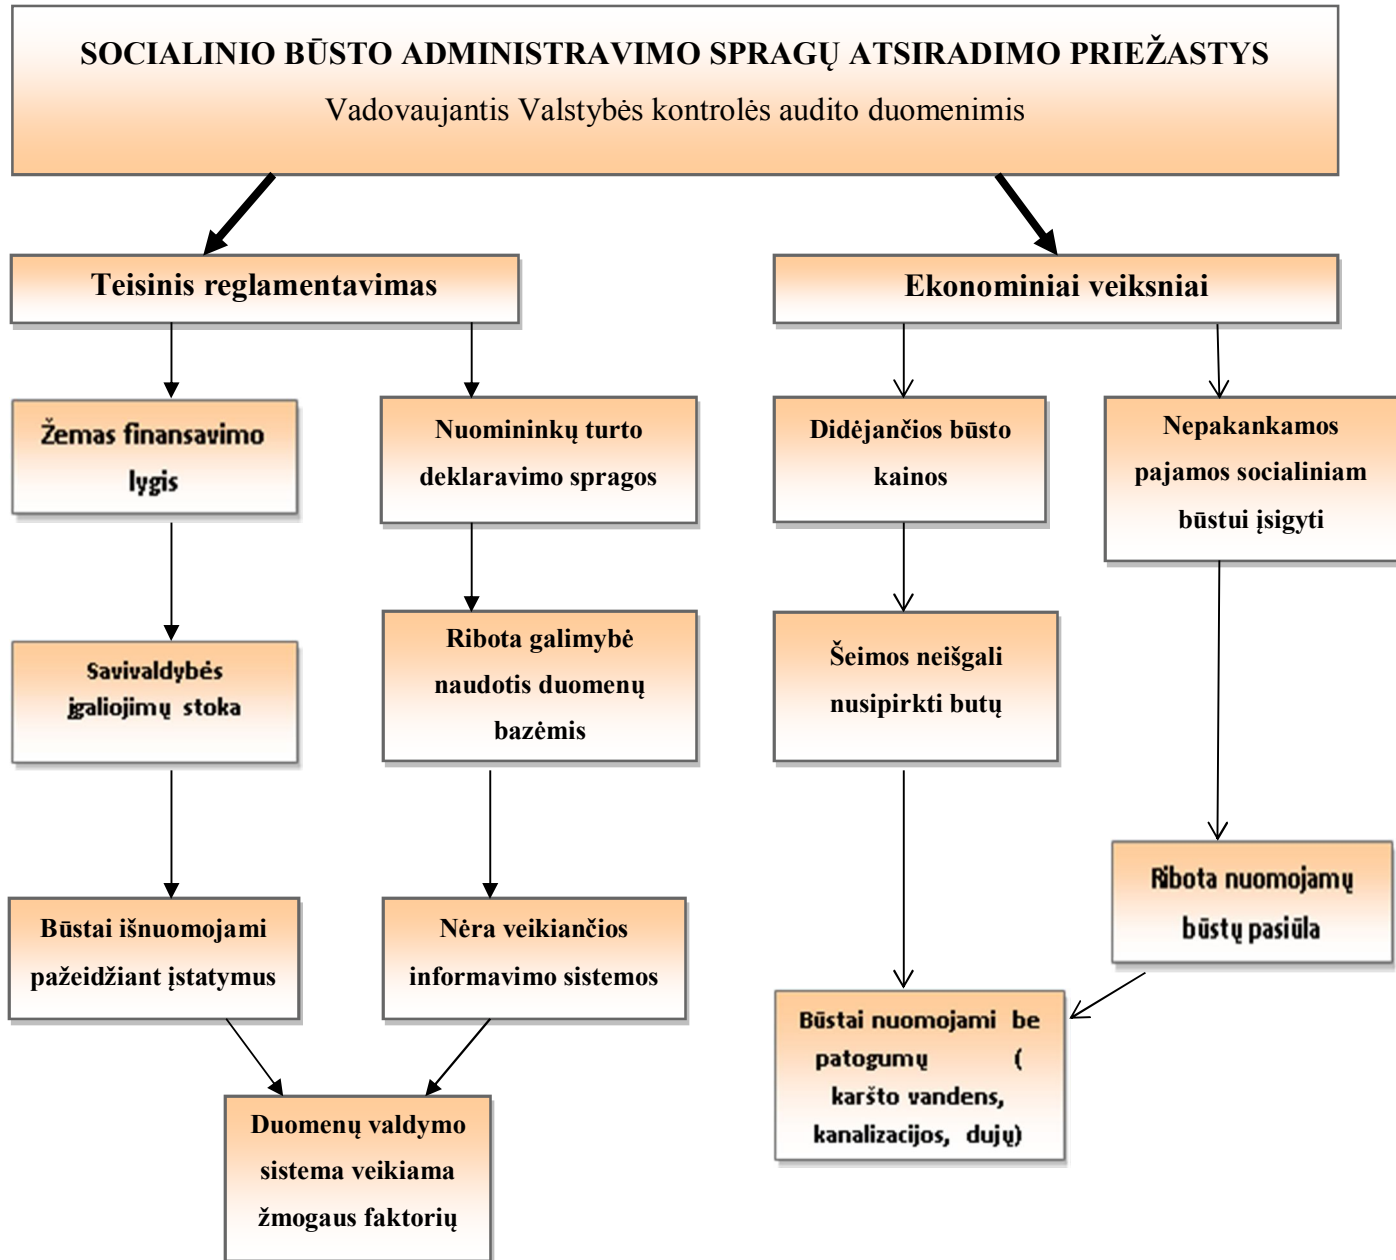 SOCIALINIO BŪSTO ADMINISTRAVIMO SPRAGŲ ATSIRADIMO PRIEŽASTYS
Vadovaujantis Valstybės kontrolės audito duomenimis
Teisinis reglamentavimas
Ekonominiai veiksniai
Žemas finansavimo
lygis
Nuomininkų turto
deklaravimo spragos
Didėjančios būsto
kainos
Nepakankamos
pajamos socialiniam
būstui įsigyti
Savivaldybės
įgaliojimų stoka
Ribota galimybė
naudotis duomenų
bazėmis
Šeimos neišgali
nusipirkti butų
Ribota nuomojamų
būstų pasiūla
Būstai išnuomojami
pažeidžiant įstatymus
Nėra veikiančios
informavimo sistemos
Būstai nuomojami be
patogumų (
karšto vandens,
kanalizacijos, dujų)
Duomenų valdymo
sistema veikiama
žmogaus faktorių